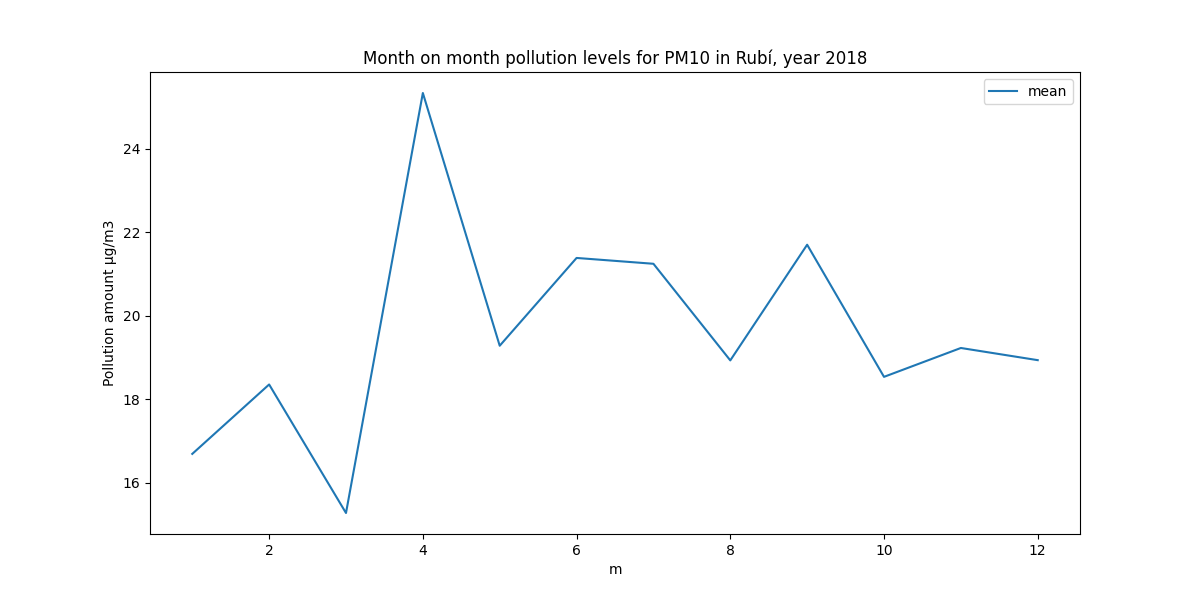 Month on month pollution levels for PM10 in Rubí, year 2018
mean
Pollution amount µg/m3
24
22
20
18
16
2 4 6 8 10 12
m